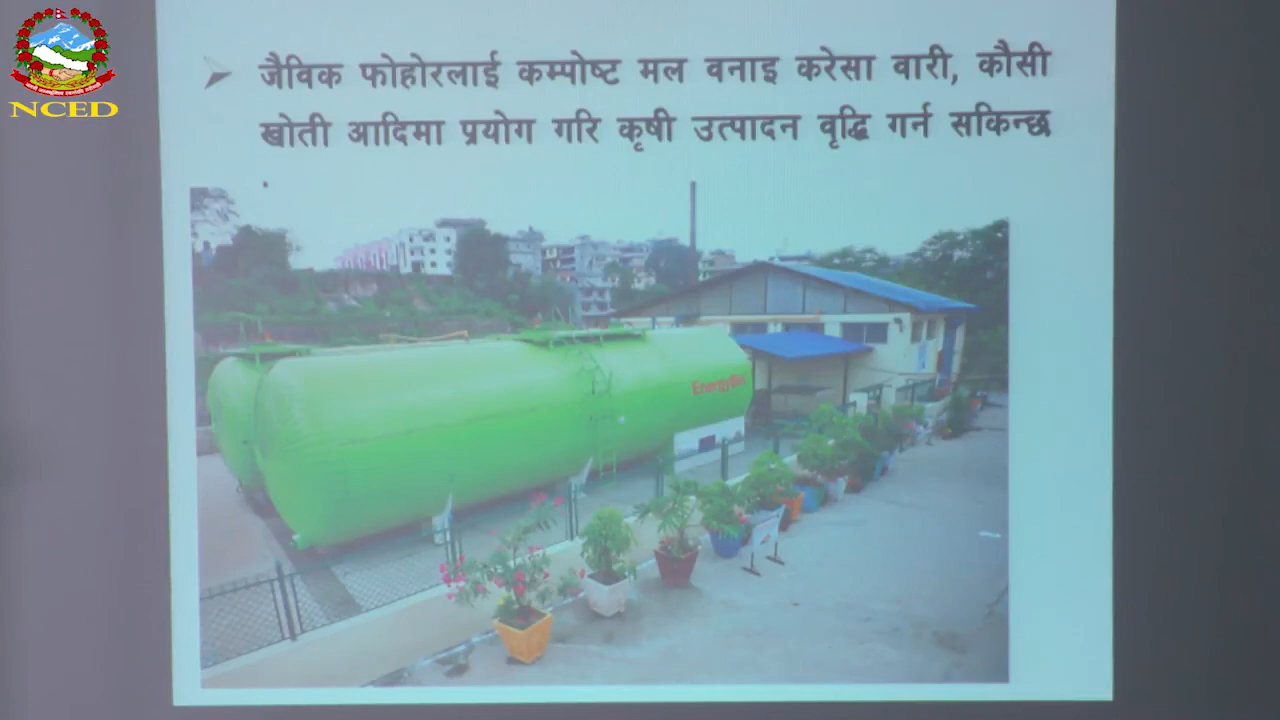 NCED
जैविक फोहोरलाई कम्पोष्ट मल वनाइ करेसा वारी, कौसी
खोती आदिमा प्रयोग गरि कृषी उत्पादन वृद्धि गर्न सकिन्छ